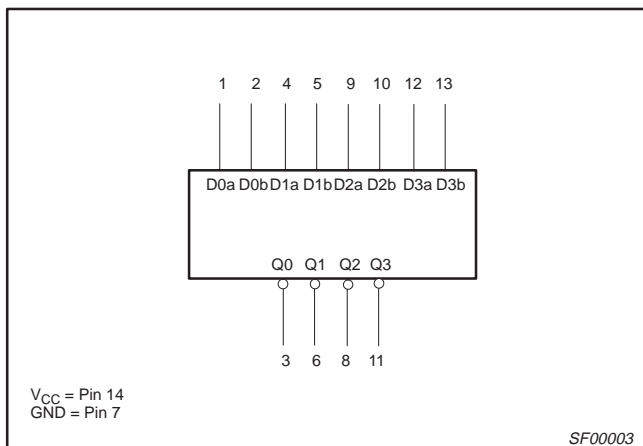 1 2 4 5 9 10 12 13
D0a D0b D1a D1b D2a D2b D3a D3b
Q0 Q1 Q2 Q3
3 6 8 11
VCC = Pin 14
GND = Pin 7
SF00003